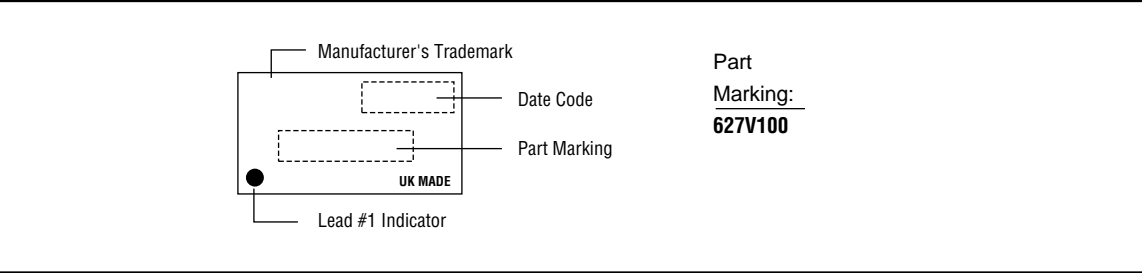 Manufacturer's Trademark
Date Code
Part Marking
UK MADE
Lead #1 Indicator
Part
Marking:
627V100